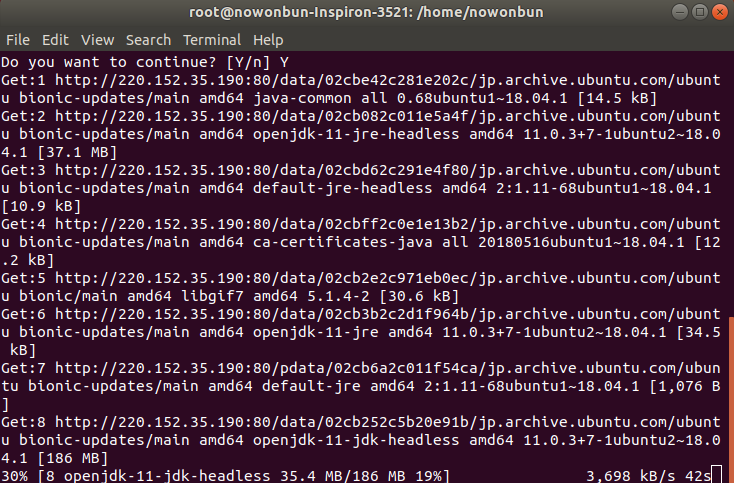 root@nowonbun-Inspiron-3521: /home/nowonbun
File Edit View Search Terminal Help
Do you want to continue? [Y/n] Y
Get:1 http://220.152.35.190:80/data/02cbe42c281e202c/jp.archive.ubuntu.com/ubunt
u bionic-updates/main amd64 java-common all 0.68ubuntu1~18.04.1 [14.5 kB]
Get:2 http://220.152.35.190:80/data/02cb082c011e5a4f/jp.archive.ubuntu.com/ubunt
u bionic-updates/main amd64 openjdk-11-jre-headless amd64 11.0.3+7-1ubuntu2~18.0
4.1 [37.1 MB]
Get:3 http://220.152.35.190:80/data/02cbd62c291e4f80/jp.archive.ubuntu.com/ubunt
u bionic-updates/main amd64 default-jre-headless amd64 2:1.11-68ubuntu1~18.04.1
[10.9 kB]
Get:4 http://220.152.35.190:80/data/02cbff2c0e1e13b2/jp.archive.ubuntu.com/ubunt
u bionic-updates/main amd64 ca-certificates-java all 20180516ubuntu1~18.04.1 [12
.2 kB]
Get:5 http://220.152.35.190:80/data/02cb2e2c971eb0ec/jp.archive.ubuntu.com/ubunt
u bionic/main amd64 libgif7 amd64 5.1.4-2 [30.6 kB]
Get:6 http://220.152.35.190:80/data/02cb3b2c2d1f964b/jp.archive.ubuntu.com/ubunt
u bionic-updates/main amd64 openjdk-11-jre amd64 11.0.3+7-1ubuntu2~18.04.1 [34.5
 kB]
Get:7 http://220.152.35.190:80/pdata/02cb6a2c011f54ca/jp.archive.ubuntu.com/ubun
tu bionic-updates/main amd64 default-jre amd64 2:1.11-68ubuntu1~18.04.1 [1,076 B
]
Get:8 http://220.152.35.190:80/data/02cb252c5b20e91b/jp.archive.ubuntu.com/ubunt
u bionic-updates/main amd64 openjdk-11-jdk-headless amd64 11.0.3+7-1ubuntu2~18.0
4.1 [186 MB]
30% [8 openjdk-11-jdk-headless 35.4 MB/186 MB 19%] 3,698 kB/s 42s